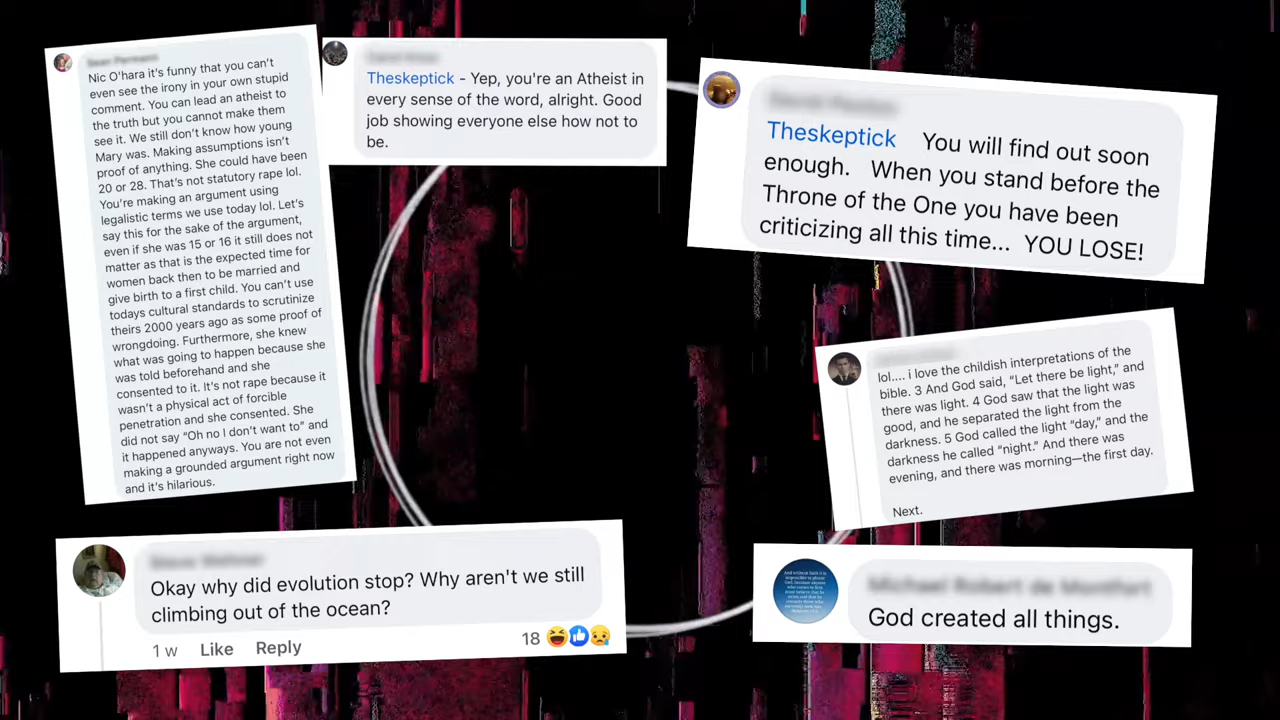 Nic O'hara it's funny that you can't
even see the irony in your own stupid
comment. You can lead an atheist to
the truth but you cannot make them
see it. We still don't know how young
Mary was. Making assumptions isn't
proof of anything. She could have been
20 or 28. That's not statutory rape lol.
You're making an argument using
legalistic terms we use today lol. Let's
say this for the sake of the argument,
even if she was 15 or 16 it still does not
matter as that is the expected time for
women back then to be married and
give birth to a first child. You can't use
todays cultural standards to scrutinize
theirs 2000 years ago as some proof of
wrongdoing. Furthermore, she knew
what was going to happen because she
was told beforehand and she
consented to it. It's not rape because it
wasn't a physical act of forcible
penetration and she consented. She
did not say “Oh no I don't want to” and
it happened anyways. You are not even
making a grounded argument right now
and it's hilarious.
Theskeptick - Yep, you're an Atheist in
every sense of the word, alright. Good
job showing everyone else how not to
be.
Theskeptick You will find out soon
enough. When you stand before the
Throne of the One you have been
criticizing all this time... YOU LOSE!
lol.... i love the childish interpretations of the
bible. 3 And God said, “Let there be light,” and
there was light. 4 God saw that the light was
good, and he separated the light from the
darkness. 5 God called the light “day,” and the
darkness he called “night.” And there was
evening, and there was morning—the first day.
Next.
Okay why did evolution stop? Why aren't we still
climbing out of the ocean?
1 w Like Reply 18
God created all things.